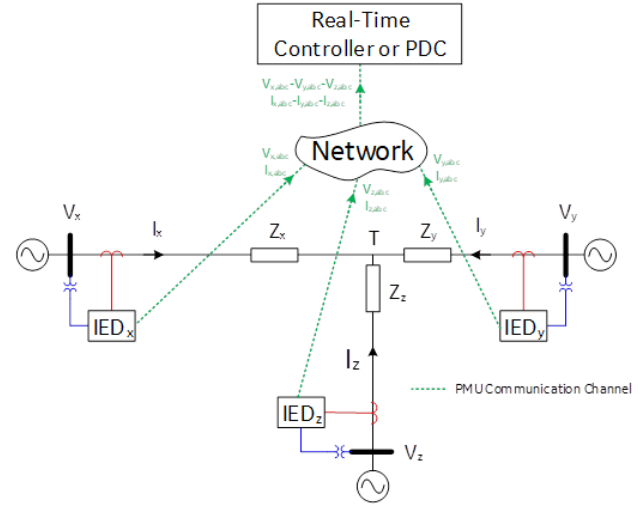 Real-Time
Controller or PDC
Vx,abc-Vy,abc-Vz,abc
Ix,abc-Iy,abc-Iz,abc
Network
Vx,abc
Ix,abc
Vy,abc
Iy,abc
Vz,abc
Iz,abc
Vx
Ix
Zx
T
Zy
Iy
Vy
Zz
IEDx
IEDy
Iz
PMU Communication Channel
IEDz
Vz